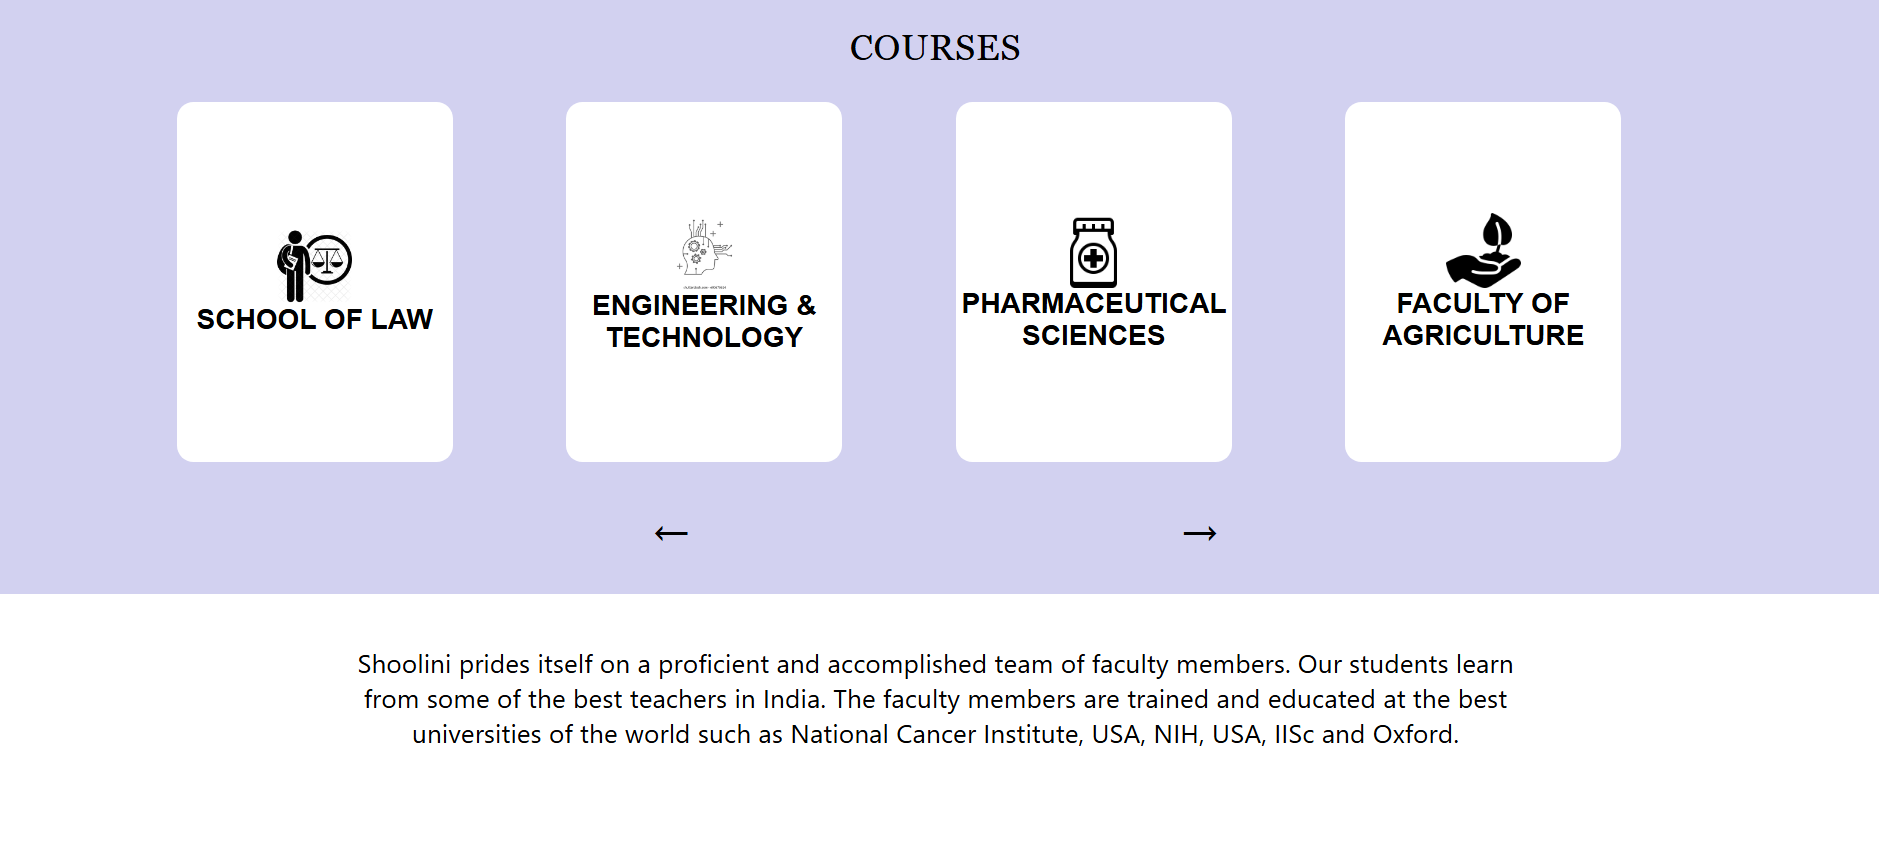 COURSES
SCHOOL OF LAW
ENGINEERING &
TECHNOLOGY
PHARMACEUTICAL
SCIENCES
FACULTY OF
AGRICULTURE
Shoolini prides itself on a proficient and accomplished team of faculty members. Our students learn
from some of the best teachers in India. The faculty members are trained and educated at the best
universities of the world such as National Cancer Institute, USA, NIH, USA, IISc and Oxford.